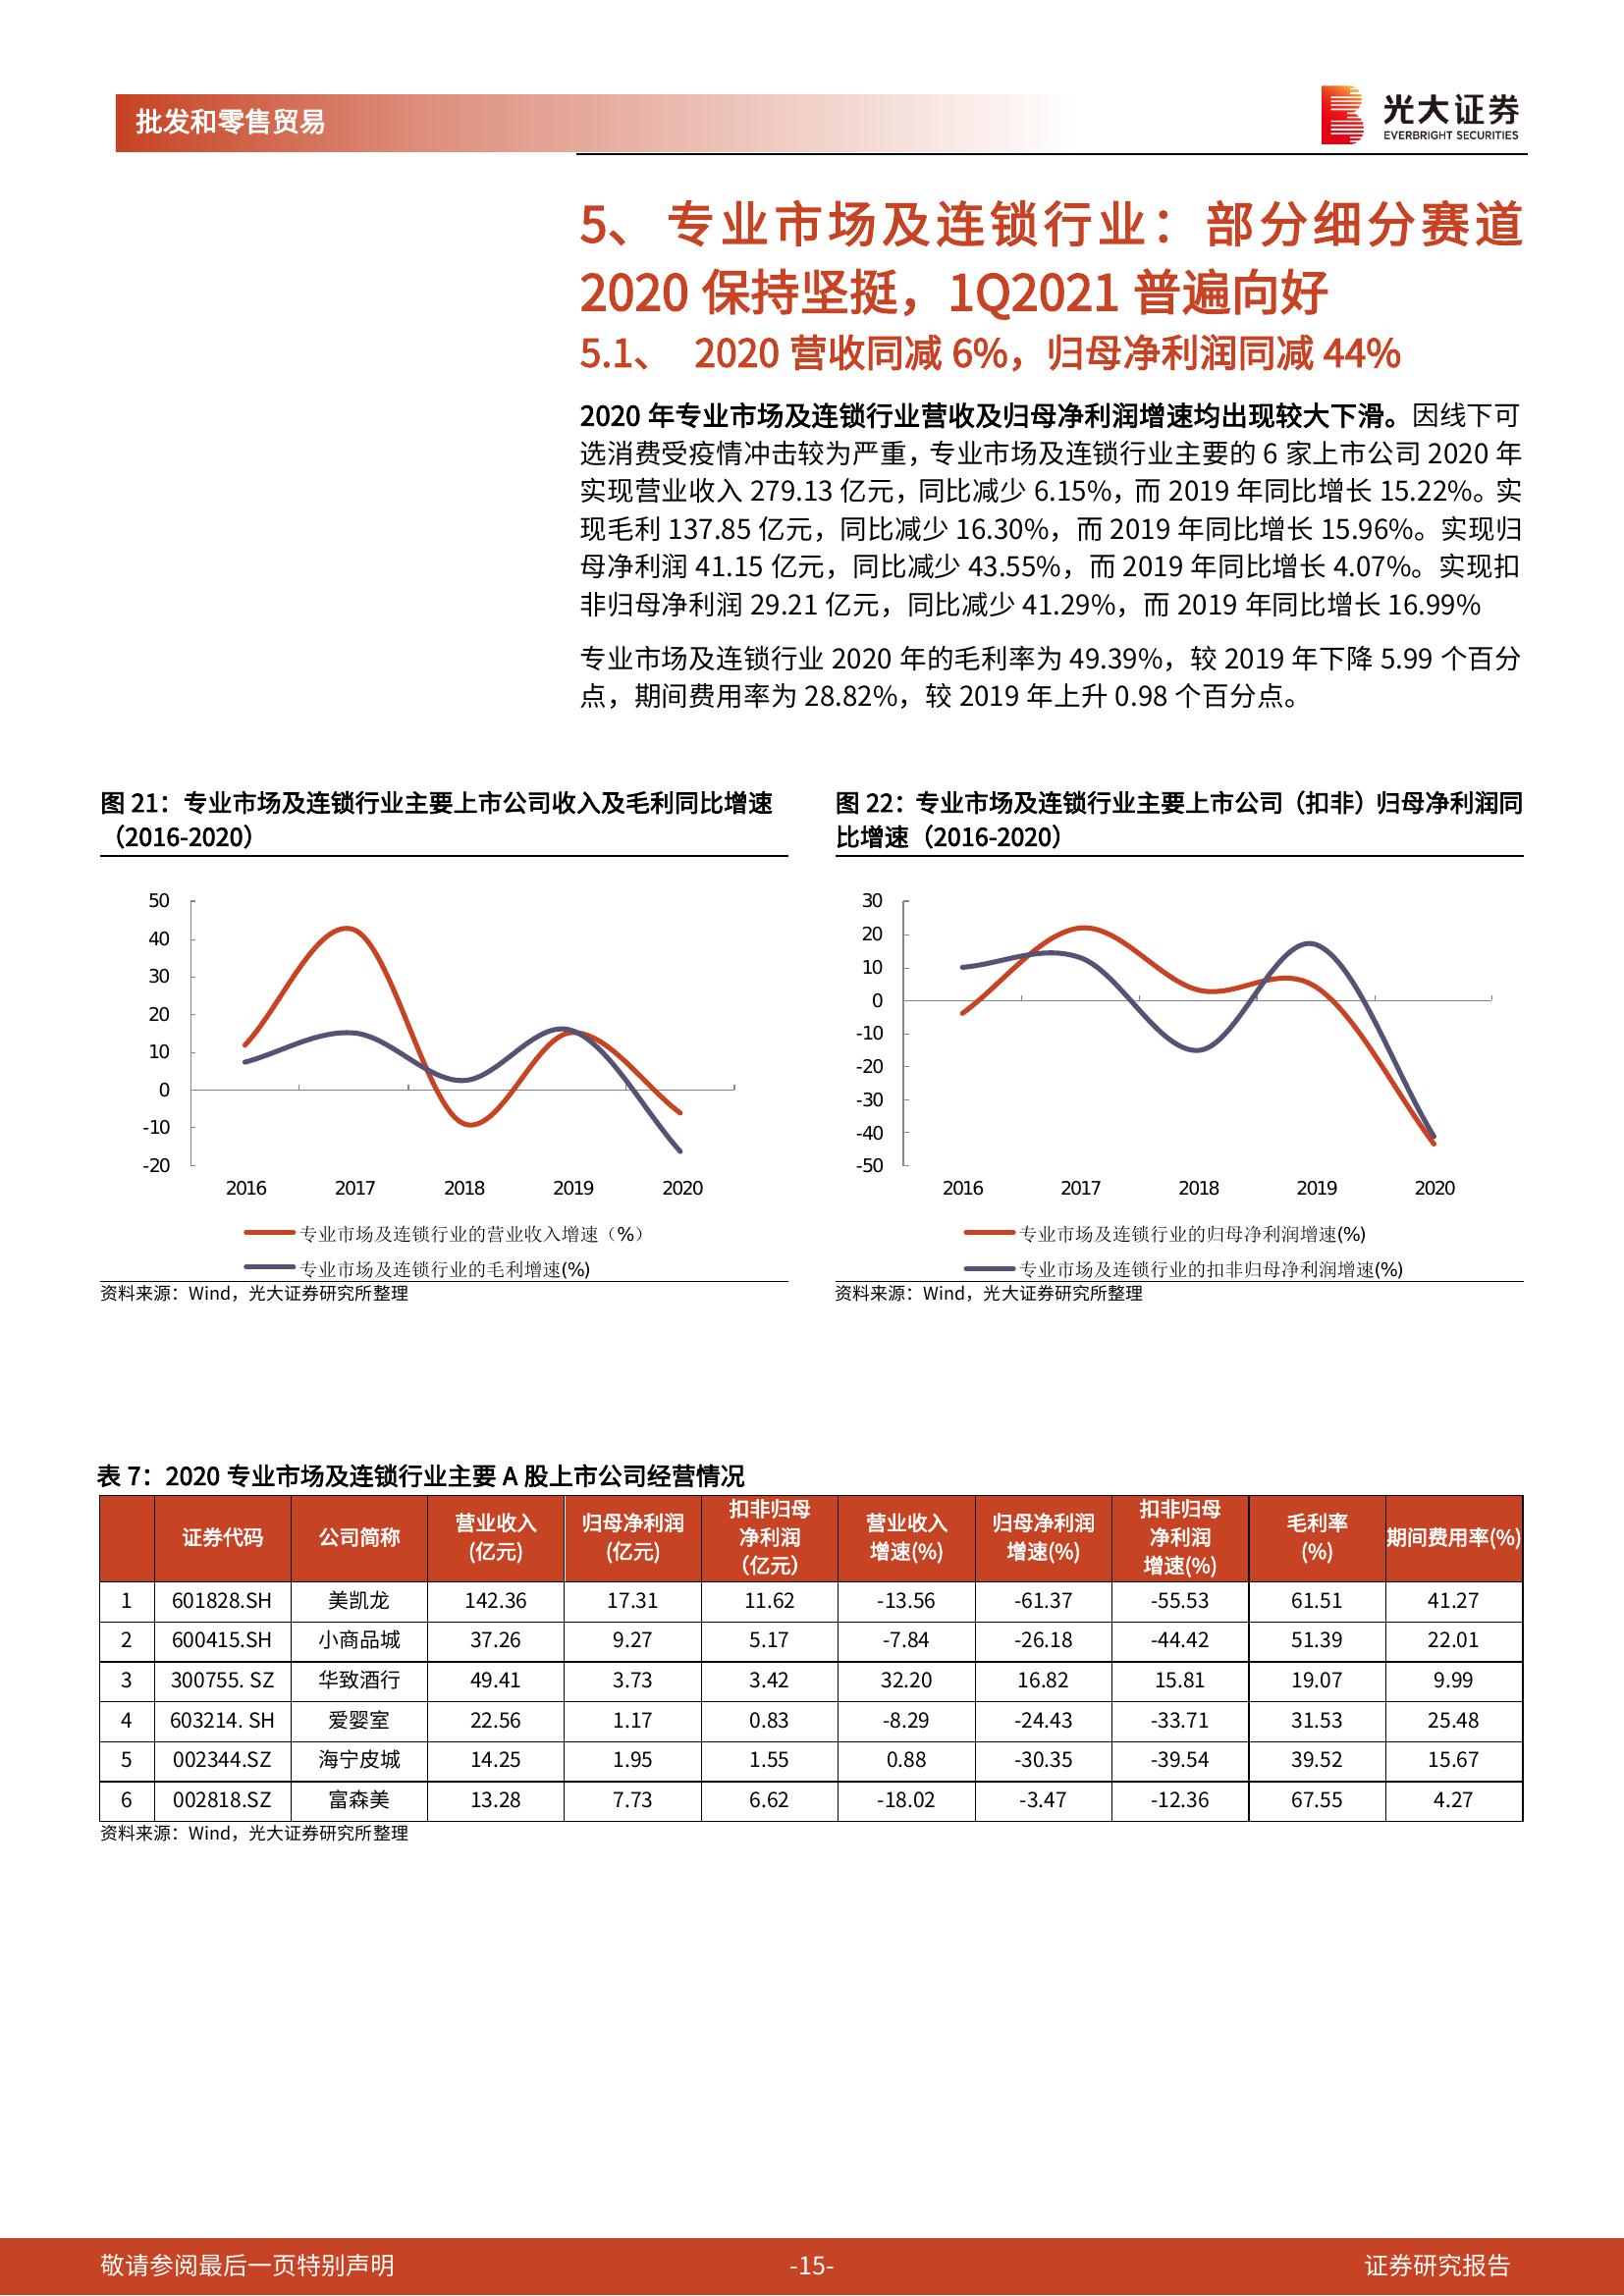 批发和零售贸易
光大证券
EVERBRIGHT SECURITIES
5、 专业市场及连锁行业：部分细分赛道
2020 保持坚挺，1Q2021 普遍向好
5.1、 2020 营收同减 6%，归母净利润同减 44%
2020 年专业市场及连锁行业营收及归母净利润增速均出现较大下滑。因线下可
选消费受疫情冲击较为严重，专业市场及连锁行业主要的 6 家上市公司 2020 年
实现营业收入 279.13 亿元，同比减少 6.15%，而 2019 年同比增长 15.22%。实
现毛利 137.85 亿元，同比减少 16.30%，而 2019 年同比增长 15.96%。实现归
母净利润 41.15 亿元，同比减少 43.55%，而 2019 年同比增长 4.07%。实现扣
非归母净利润 29.21 亿元，同比减少 41.29%，而 2019 年同比增长 16.99%
专业市场及连锁行业 2020 年的毛利率为 49.39%，较 2019 年下降 5.99 个百分
点，期间费用率为 28.82%，较 2019 年上升 0.98 个百分点。
图 21：专业市场及连锁行业主要上市公司收入及毛利同比增速
（2016-2020）
50
40
30
20
10
0
-10
-20
2016 2017 2018 2019 2020
专业市场及连锁行业的营业收入增速（%）
专业市场及连锁行业的毛利增速(%)
资料来源：Wind，光大证券研究所整理
图 22：专业市场及连锁行业主要上市公司（扣非）归母净利润同
比增速（2016-2020）
30
20
10
0
-10
-20
-30
-40
-50
2016 2017 2018 2019 2020
专业市场及连锁行业的归母净利润增速(%)
专业市场及连锁行业的扣非归母净利润增速(%)
资料来源：Wind，光大证券研究所整理
表 7：2020 专业市场及连锁行业主要 A 股上市公司经营情况
证券代码 公司简称 营业收入(亿元) 归母净利润(亿元) 扣非归母净利润（亿元） 营业收入增速(%) 归母净利润增速(%) 扣非归母净利润增速(%) 毛利率(%) 期间费用率(%)
1 601828.SH 美凯龙 142.36 17.31 11.62 -13.56 -61.37 -55.53 61.51 41.27
2 600415.SH 小商品城 37.26 9.27 5.17 -7.84 -26.18 -44.42 51.39 22.01
3 300755. SZ 华致酒行 49.41 3.73 3.42 32.20 16.82 15.81 19.07 9.99
4 603214. SH 爱婴室 22.56 1.17 0.83 -8.29 -24.43 -33.71 31.53 25.48
5 002344.SZ 海宁皮城 14.25 1.95 1.55 0.88 -30.35 -39.54 39.52 15.67
6 002818.SZ 富森美 13.28 7.73 6.62 -18.02 -3.47 -12.36 67.55 4.27
资料来源：Wind，光大证券研究所整理
敬请参阅最后一页特别声明 -15- 证券研究报告